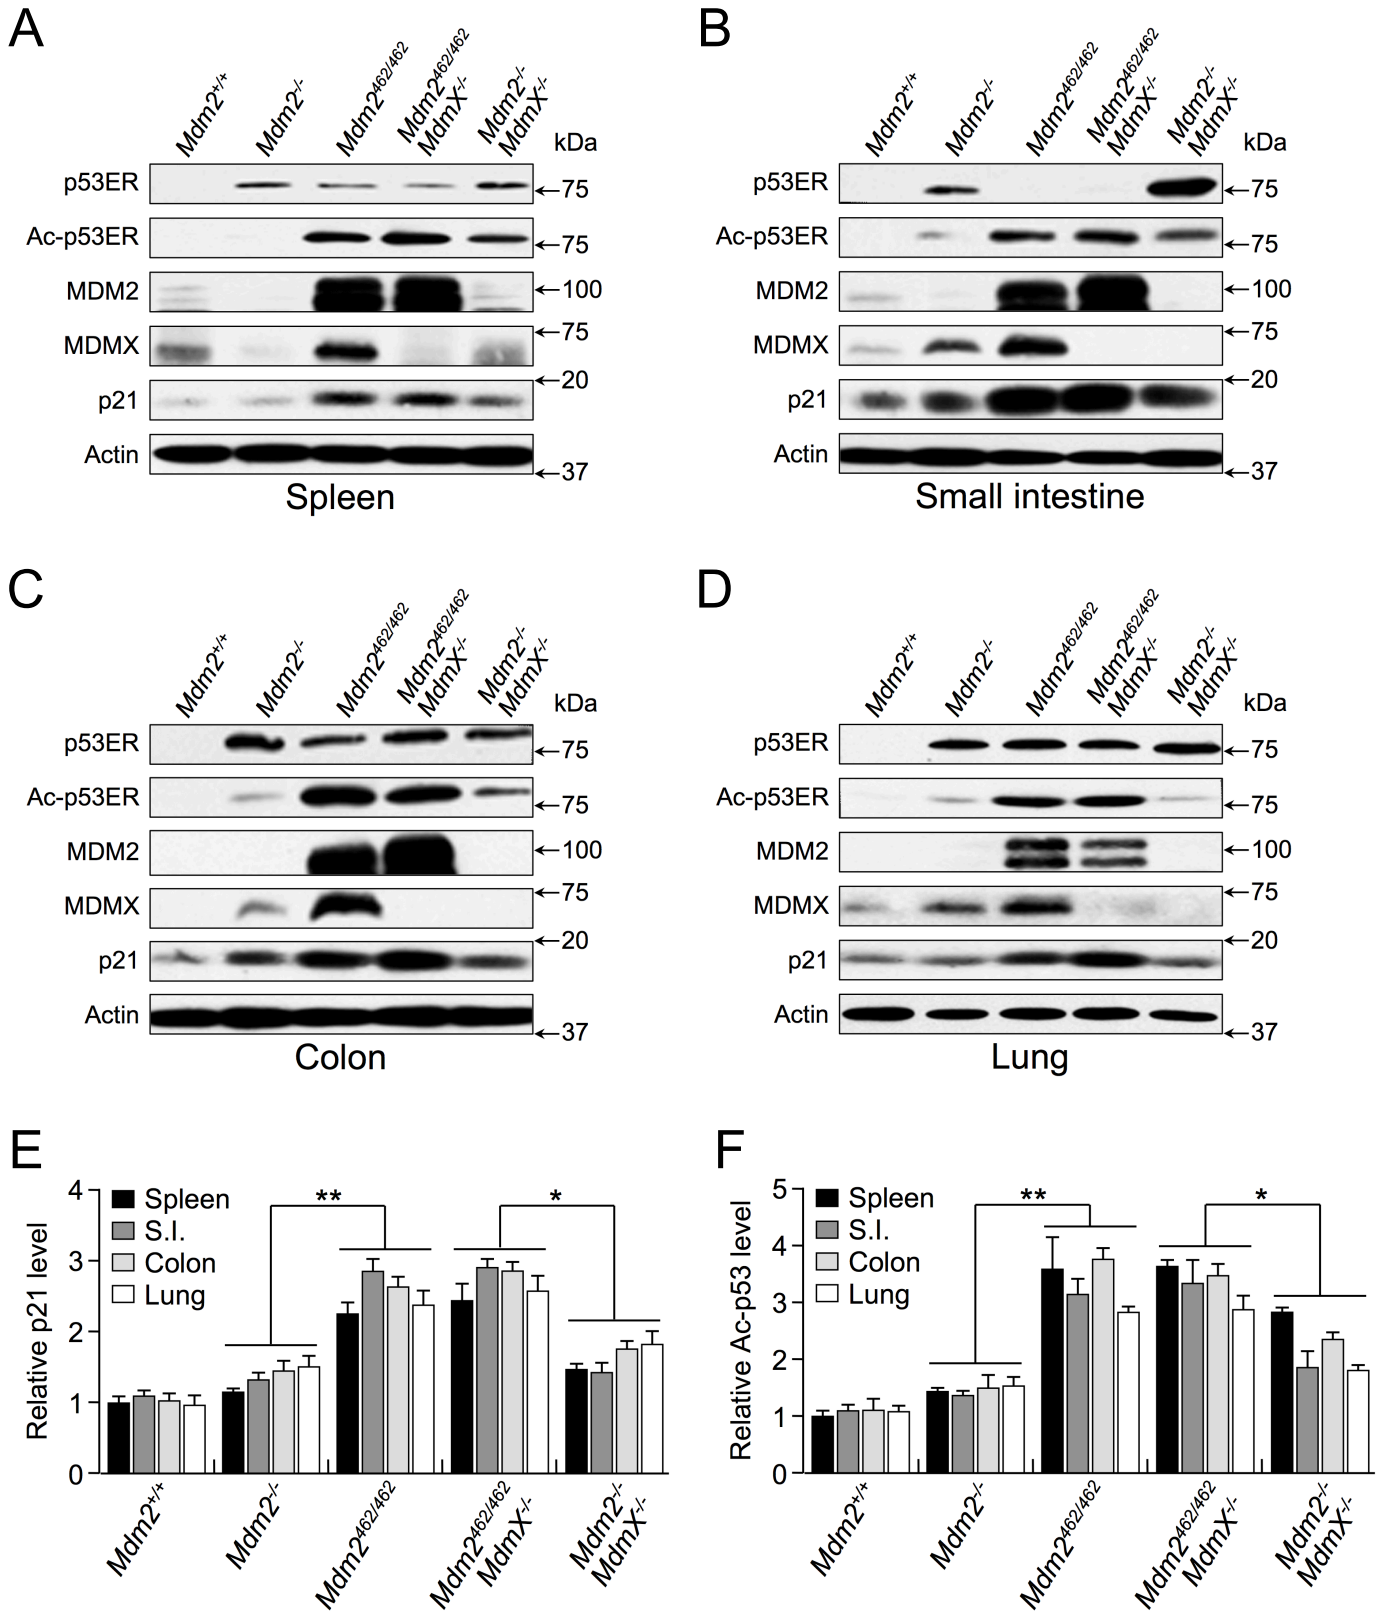 A
Mdm2+/+
Mdm2-/-
Mdm2462/462
Mdm2462/462
MdmX-/-
Mdm2-/-
MdmX-/-
kDa
p53ER
75
Ac-p53ER
75
MDM2
100
MDMX
75
p21
20
Actin
37
Spleen
B
Mdm2+/+
Mdm2-/-
Mdm2462/462
Mdm2462/462
MdmX-/-
Mdm2-/-
MdmX-/-
kDa
p53ER
75
Ac-p53ER
75
MDM2
100
MDMX
75
p21
20
Actin
37
Small intestine
C
Mdm2+/+
Mdm2-/-
Mdm2462/462
Mdm2462/462
MdmX-/-
Mdm2-/-
MdmX-/-
kDa
p53ER
75
Ac-p53ER
75
MDM2
100
MDMX
75
p21
20
Actin
37
Colon
D
Mdm2+/+
Mdm2-/-
Mdm2462/462
Mdm2462/462
MdmX-/-
Mdm2-/-
MdmX-/-
kDa
p53ER
75
Ac-p53ER
75
MDM2
100
MDMX
75
p21
20
Actin
37
Lung
E
Relative p21 level
4
3
2
1
0
Spleen
S.I.
Colon
Lung
**
*
Mdm2+/+
Mdm2-/-
Mdm2462/462
Mdm2462/462
MdmX-/-
Mdm2-/-
MdmX-/-
F
Relative Ac-p53 level
5
4
3
2
1
0
Spleen
S.I.
Colon
Lung
**
*
Mdm2+/+
Mdm2-/-
Mdm2462/462
Mdm2462/462
MdmX-/-
Mdm2-/-
MdmX-/-